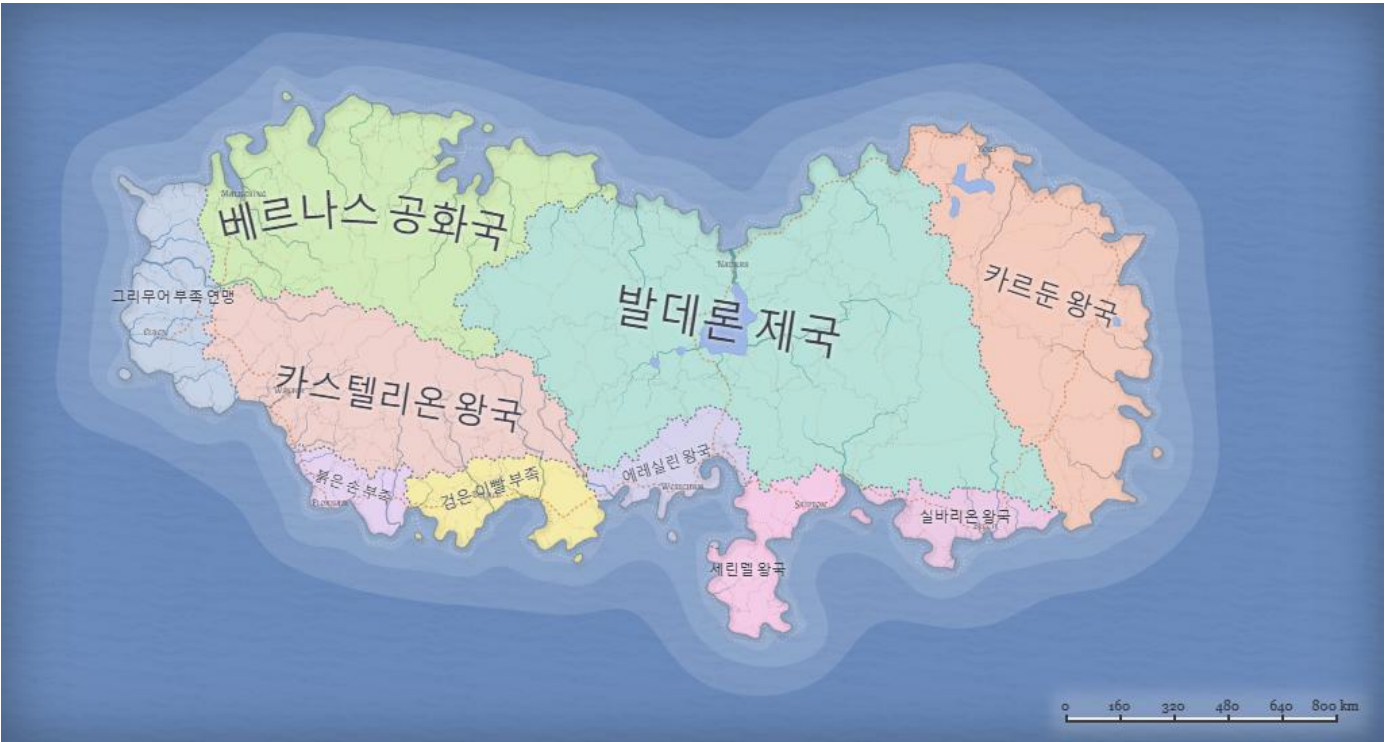 베르나스 공화국
그리무어 부족 연맹
카스텔리온 왕국
발데론 제국
카르둔 왕국
붉은 손 부족
검은 이빨 부족
에레실린 왕국
세린델 왕국
실바리온 왕국
0 160 320 480 640 800 km